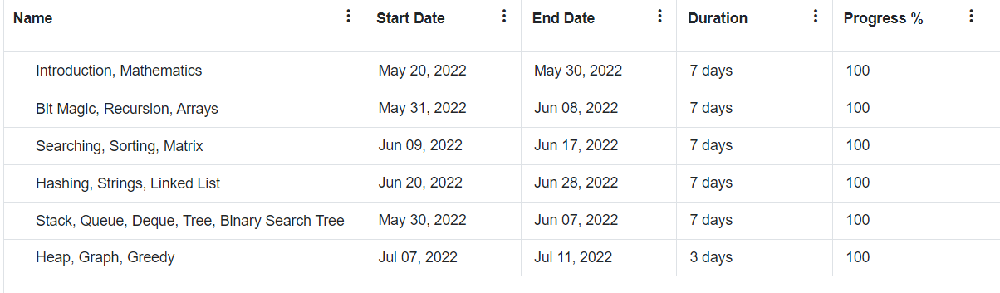 Name Start Date End Date Duration Progress %
Introduction, Mathematics May 20, 2022 May 30, 2022 7 days 100
Bit Magic, Recursion, Arrays May 31, 2022 Jun 08, 2022 7 days 100
Searching, Sorting, Matrix Jun 09, 2022 Jun 17, 2022 7 days 100
Hashing, Strings, Linked List Jun 20, 2022 Jun 28, 2022 7 days 100
Stack, Queue, Deque, Tree, Binary Search Tree May 30, 2022 Jun 07, 2022 7 days 100
Heap, Graph, Greedy Jul 07, 2022 Jul 11, 2022 3 days 100